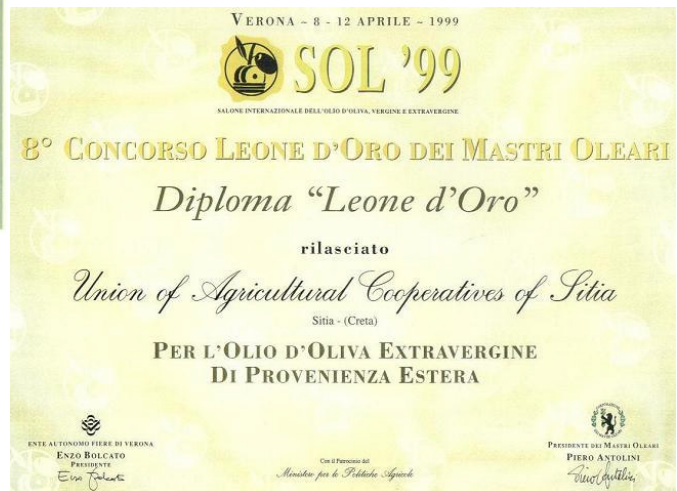 VERONA ~ 8 - 12 APRILE - 1999
SOL '99
SALONE INTERNAZIONALE DELL'OLIO D'OLIVA, VERGINE E EXTRAVERGINE
8° CONCORSO LEONE D'ORO DEI MASTRI OLEARI
Diploma "Leone d'Oro"
rilasciato
Union of Agricultural Cooperatives of Sitia
Sitia - (Creta)
PER L'OLIO D'OLIVA EXTRAVERGINE
DI PROVENIENZA ESTERA
ENTE AUTONOMO FIERE DI VERONA
ENZO BOLCATO
PRESIDENTE
Con il Patrocinio del
Ministero per le Politiche Agricole
PRESIDENTE DEI MASTRI OLEARI
PIERO ANTOLINI